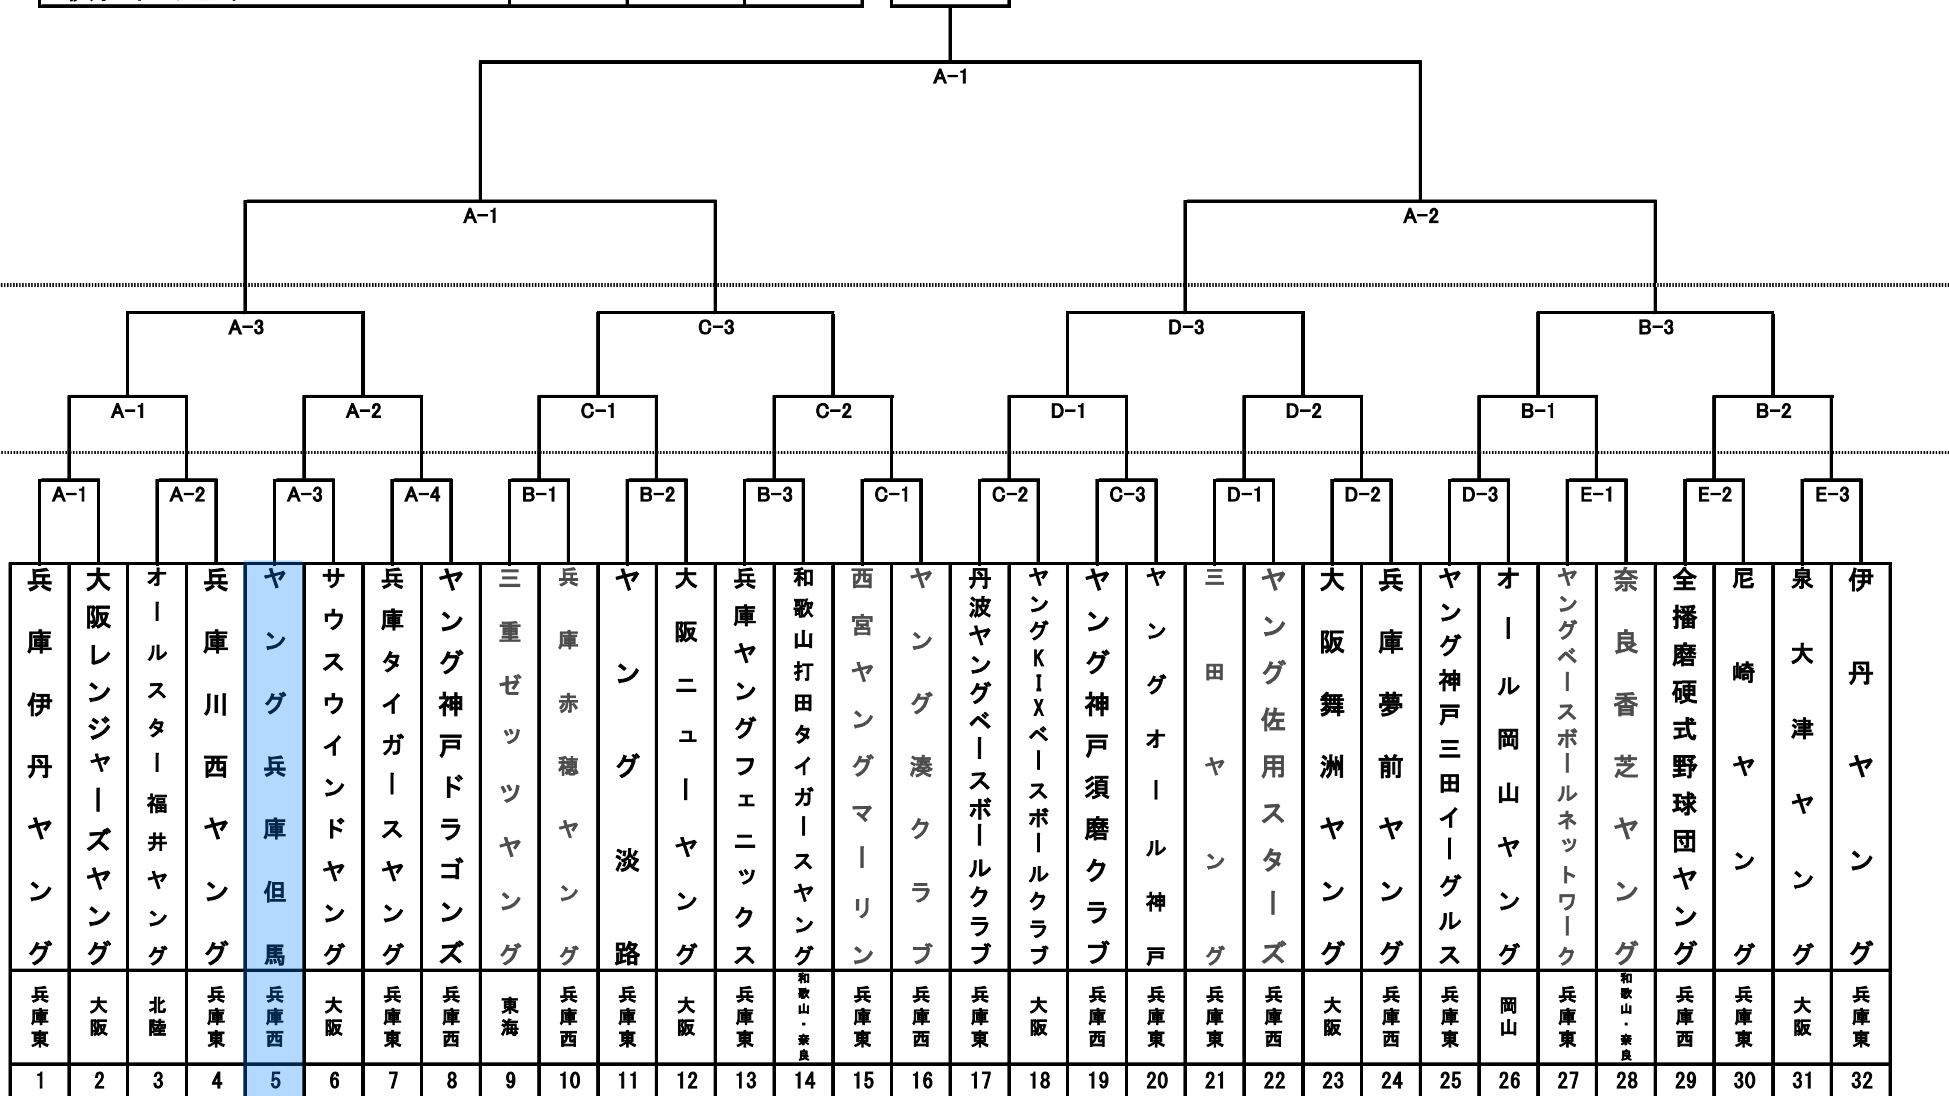 A-1
A-1
A-2
A-3
C-3
D-3
B-3
A-1
A-2
C-1
C-2
D-1
D-2
B-1
B-2
A-1
A-2
A-3
A-4
B-1
B-2
B-3
C-1
C-2
C-3
D-1
D-2
D-3
E-1
E-2
E-3
兵庫伊丹ヤング
大阪レンジャーズヤング
オールスター福井ヤング
兵庫川西ヤング
ヤング兵庫但馬
サウスウインドヤング
兵庫タイガースヤング
ヤング神戸ドラゴンズ
三重ゼッツヤング
兵庫赤穂ヤング
ヤング淡路
大阪ニューヤング
兵庫ヤングフェニックス
和歌山打田タイガースヤング
西宮ヤングマーリン
ヤング湊クラブ
丹波ヤングベースボールクラブ
ヤングKIXベースボールクラブ
ヤング神戸須磨クラブ
ヤングオール神戸
三田ヤング
ヤング佐用スターズ
大阪舞洲ヤング
兵庫夢前ヤング
ヤング神戸三田イーグルス
オール岡山ヤング
ヤングベースボールネットワーク
奈良香芝ヤング
全播磨硬式野球団ヤング
尼崎ヤング
泉大津ヤング
伊丹ヤング
兵庫東
大阪
北陸
兵庫東
兵庫西
大阪
兵庫東
兵庫西
東海
兵庫西
兵庫東
大阪
兵庫東
和歌山・奈良
兵庫東
兵庫西
兵庫東
大阪
兵庫西
兵庫東
兵庫東
兵庫西
大阪
兵庫西
兵庫東
岡山
兵庫東
和歌山・奈良
兵庫西
兵庫東
大阪
兵庫東
1
2
3
4
5
6
7
8
9
10
11
12
13
14
15
16
17
18
19
20
21
22
23
24
25
26
27
28
29
30
31
32